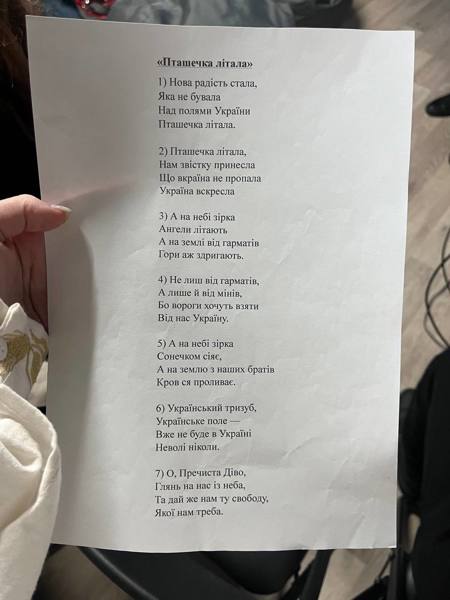 «Пташечка літала»
1) Нова радість стала,
Яка не бувала
Над полями України
Пташечка літала.
2) Пташечка літала,
Нам звістку принесла
Що вкраїна не пропала
Україна вскресла
3) А на небі зірка
Ангели літають
А на землі від гарматів
Гори аж здригають.
4) Не лиш від гарматів,
А лише й від мінів,
Бо вороги хочуть взяти
Від нас Україну.
5) А на небі зірка
Сонечком сіяє,
А на землю з наших братів
Кров ся проливає.
6) Український тризуб,
Українське поле —
Вже не буде в Україні
Неволі ніколи.
7) О, Пречиста Діво,
Глянь на нас із неба,
Та дай же нам ту свободу,
Якої нам треба.